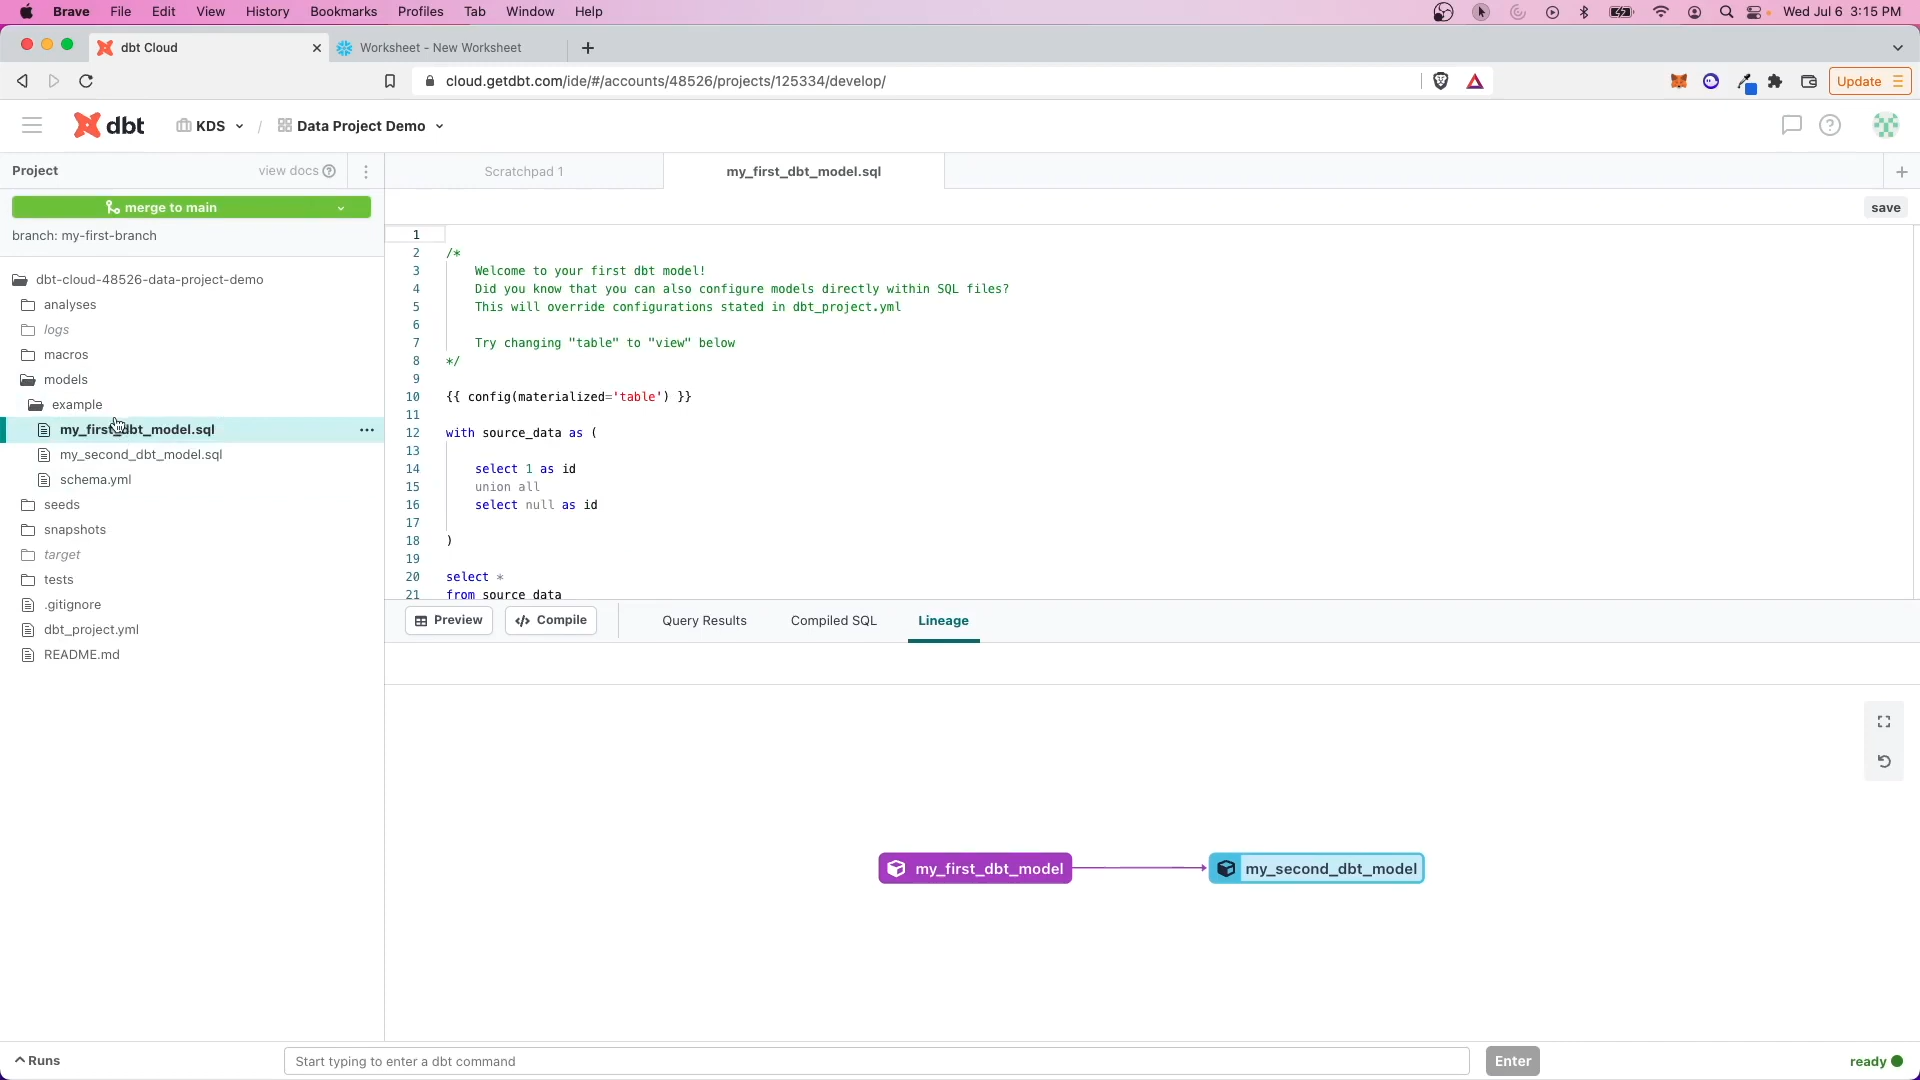 Brave File Edit View History Bookmarks Profiles Tab Window Help Wed Jul 6 3:15 PM
dbt Cloud Worksheet - New Worksheet
cloud.getdbt.com/ide/#/accounts/48526/projects/125334/develop/ Update
dbt KDS / Data Project Demo
Project view docs Scratchpad 1 my_first_dbt_model.sql
merge to main save
branch: my-first-branch
dbt-cloud-48526-data-project-demo
analyses
logs
macros
models
example
my_first_dbt_model.sql
my_second_dbt_model.sql
schema.yml
seeds
snapshots
target
tests
.gitignore
dbt_project.yml
README.md
1
2 /*
3 Welcome to your first dbt model!
4 Did you know that you can also configure models directly within SQL files?
5 This will override configurations stated in dbt_project.yml
6
7 Try changing "table" to "view" below
8 */
9
10 {{ config(materialized='table') }}
11
12 with source_data as (
13
14 select 1 as id
15 union all
16 select null as id
17
18 )
19
20 select *
21 from source_data
Preview Compile Query Results Compiled SQL Lineage
my_first_dbt_model my_second_dbt_model
Runs Start typing to enter a dbt command Enter ready